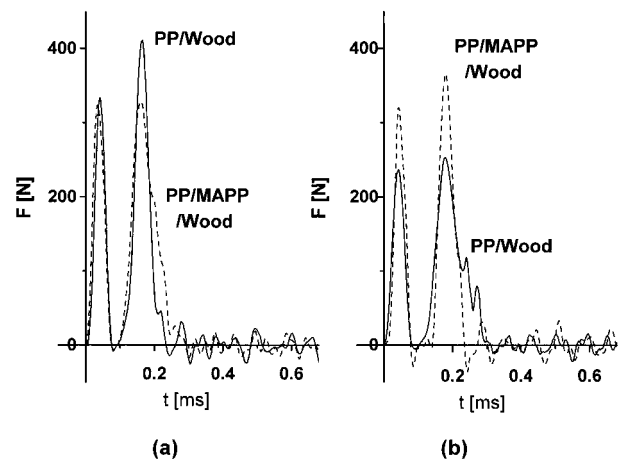 400
PP/Wood
F [N]
200
PP/MAPP
/Wood
0
0.2
0.4
0.6
t [ms]
(a)
400
PP/MAPP
/Wood
F [N]
200
PP/Wood
0
0.2
0.4
0.6
t [ms]
(b)